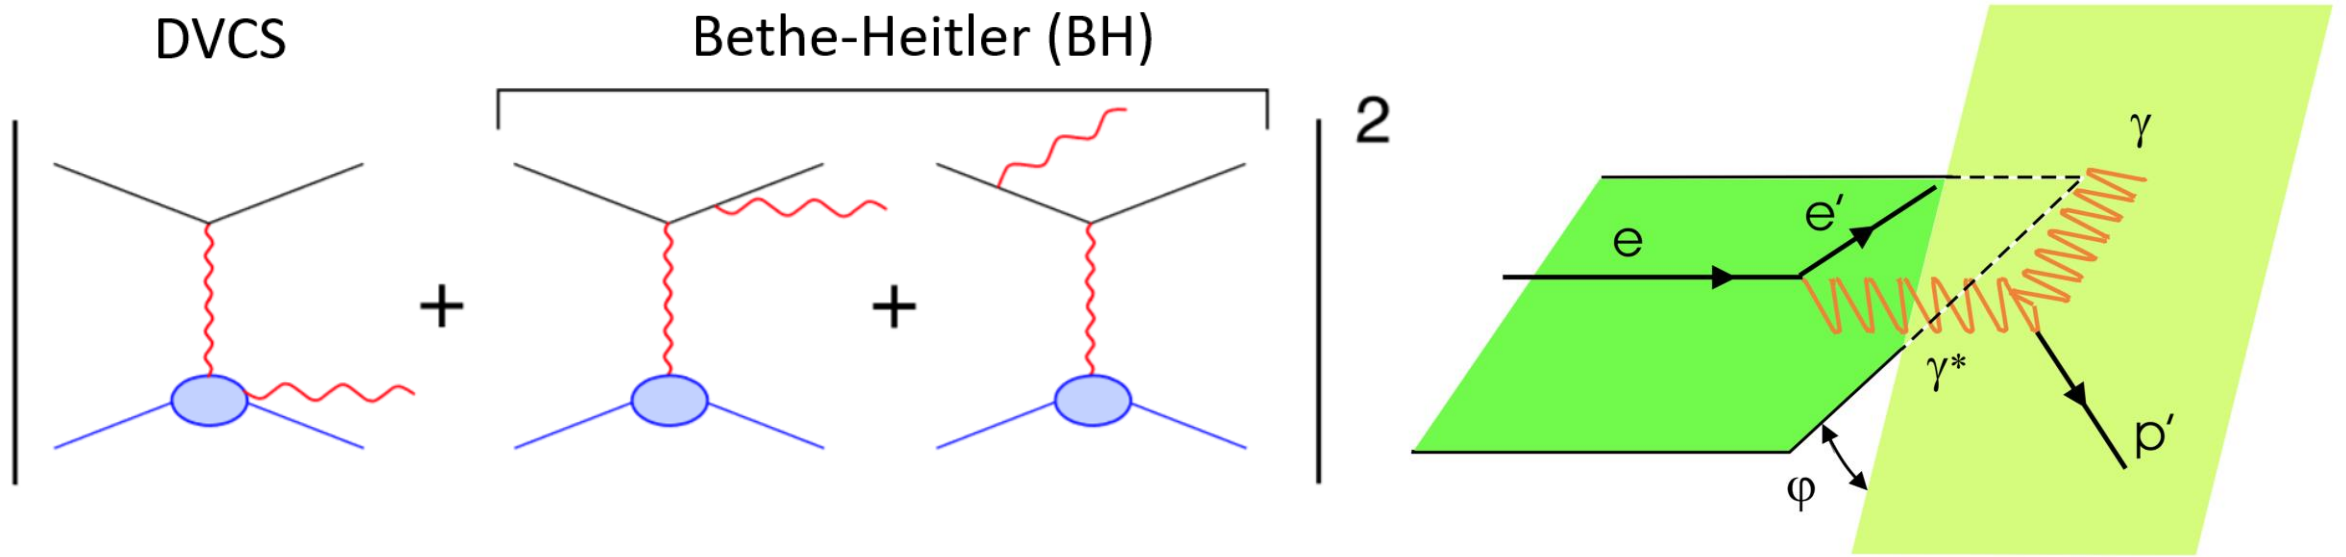 DVCS
Bethe-Heitler (BH)
+
+
2
e
e′
γ
γ*
p′
φ